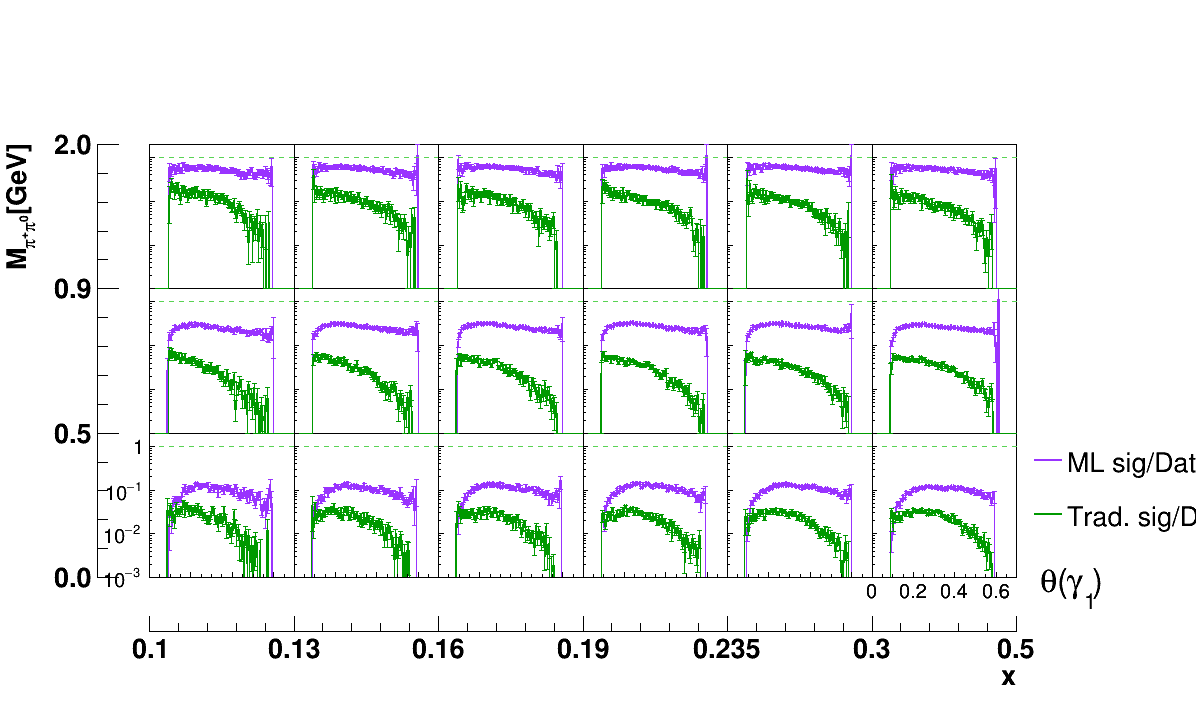 2.0
M_{π⁺π⁰}[GeV]
0.9
0.5
1
10⁻¹
ML sig/Dat
10⁻²
Trad. sig/D
0.0
10⁻³
0 0.2 0.4 0.6
θ(γ₁)
0.1 0.13 0.16 0.19 0.235 0.3 0.5
x